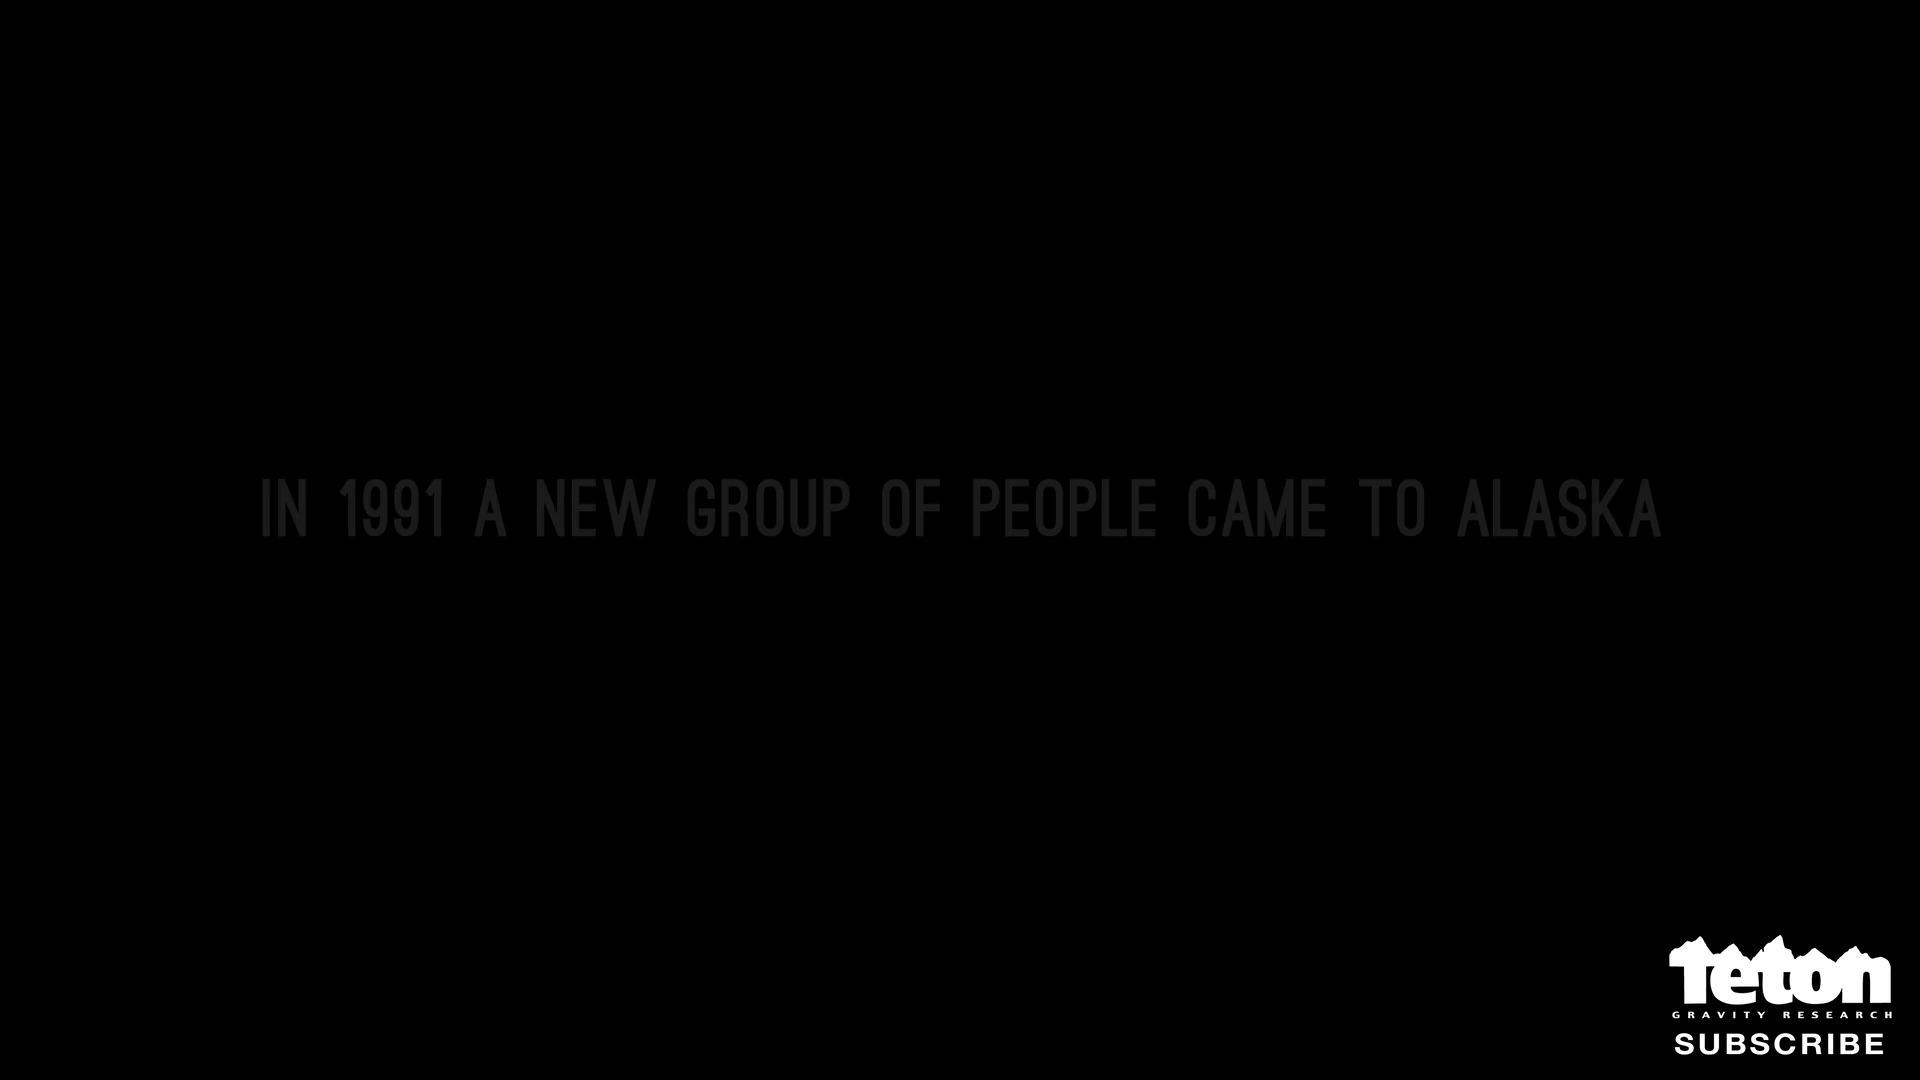 IN 1991 A NEW GROUP OF PEOPLE CAME TO ALASKA
Teton
GRAVITY RESEARCH
SUBSCRIBE